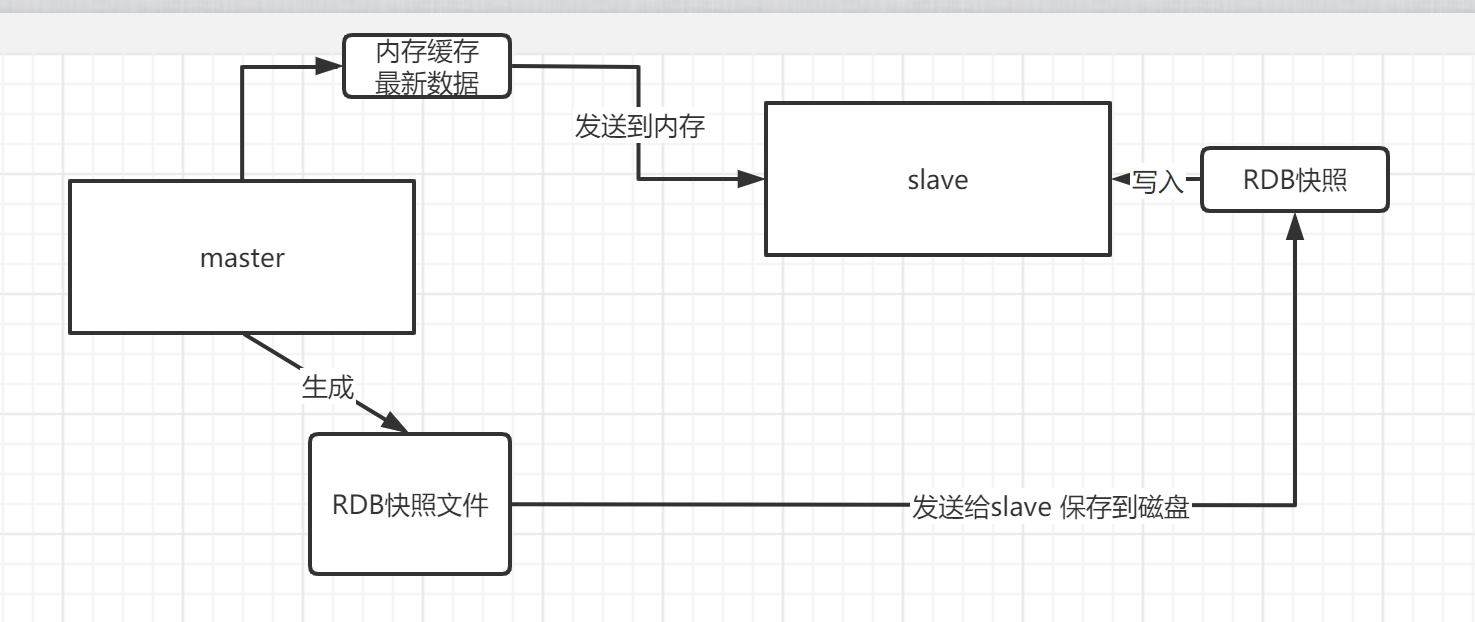 内存缓存
最新数据
发送到内存
slave
写入
RDB快照
master
生成
RDB快照文件
发送给slave 保存到磁盘